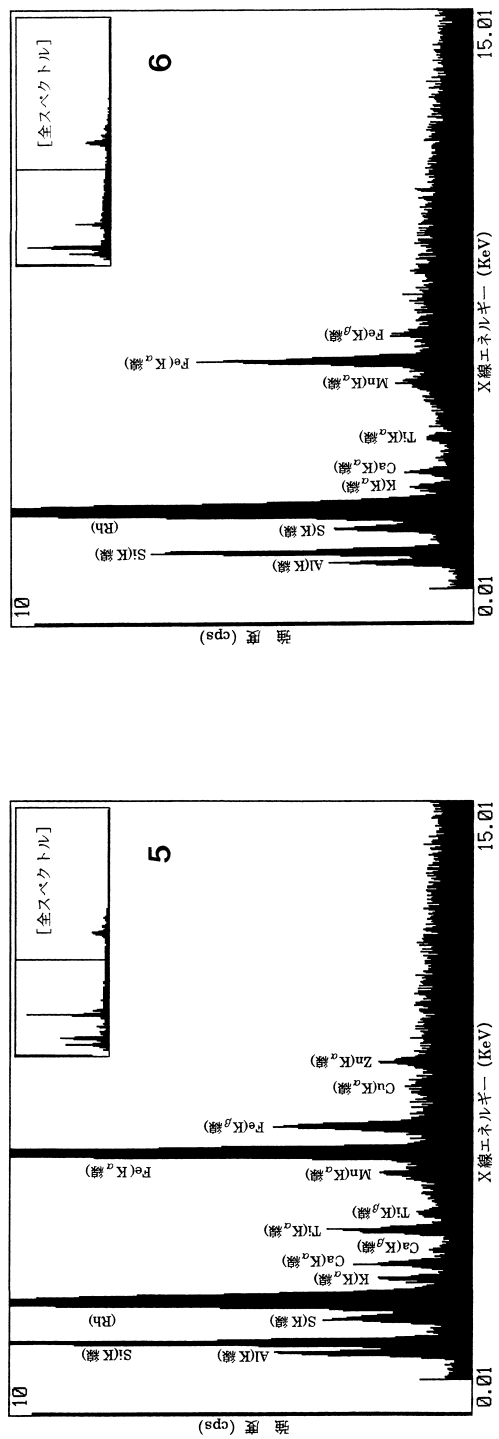 10
[全スペクトル]
5
強度(cps)
Al(K線)
Si(K線)
S(K線)
(Rh)
K(Kα線)
Ca(Kα線)
Ca(Kβ線)
Ti(Kα線)
Ti(Kβ線)
Mn(Kα線)
Fe(Kα線)
Fe(Kβ線)
Cu(Kα線)
Zn(Kα線)
0.01
X線エネルギー (KeV)
15.01
10
[全スペクトル]
6
強度(cps)
Al(K線)
Si(K線)
S(K線)
(Rh)
K(Kα線)
Ca(Kα線)
Ti(Kα線)
Mn(Kα線)
Fe(Kα線)
Fe(Kβ線)
0.01
X線エネルギー (KeV)
15.01